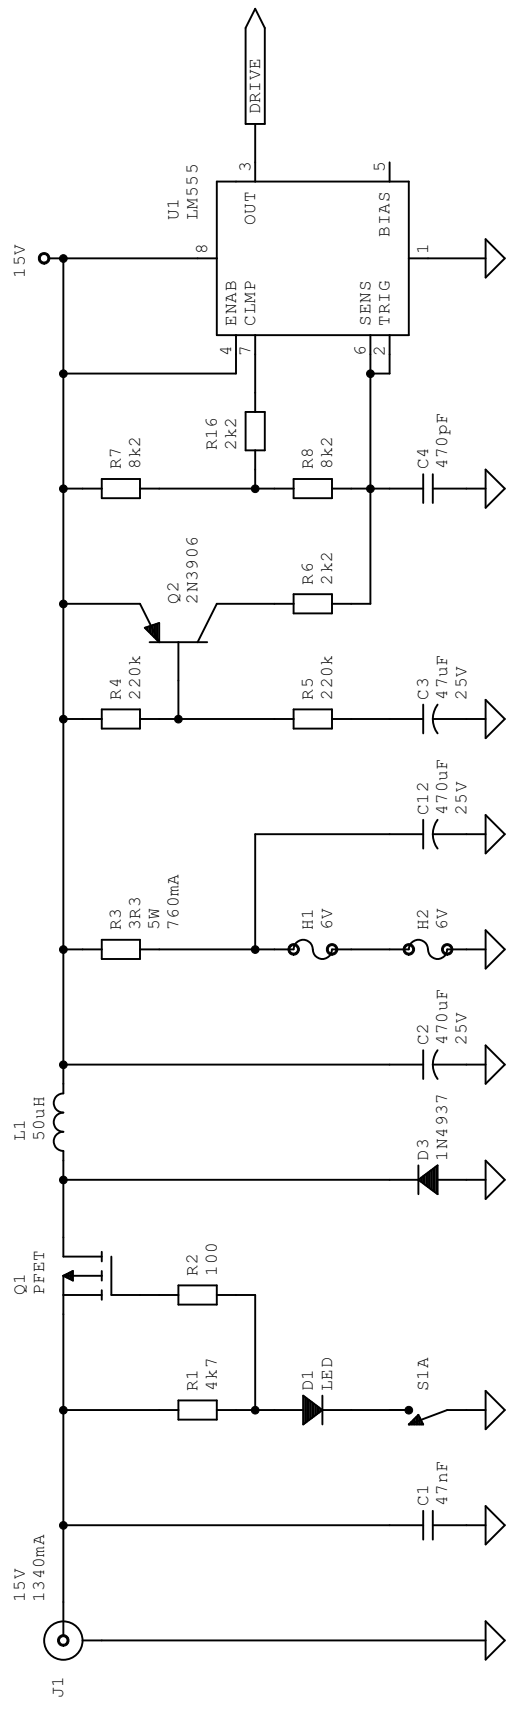 J1
15V
1340mA
C1
47nF
R1
4k7
D1
LED
S1A
R2
100
Q1
PFET
D3
1N4937
L1
50uH
C2
470uF
25V
R3
3R3
5W
760mA
H1
6V
H2
6V
C12
470uF
25V
R4
220k
R5
220k
C3
47uF
25V
Q2
2N3906
R6
2k2
R7
8k2
R16
2k2
R8
8k2
C4
470pF
15V
U1
LM555
4
7
6
2
8
3
5
1
ENAB
CLMP
SENS
TRIG
OUT
BIAS
DRIVE